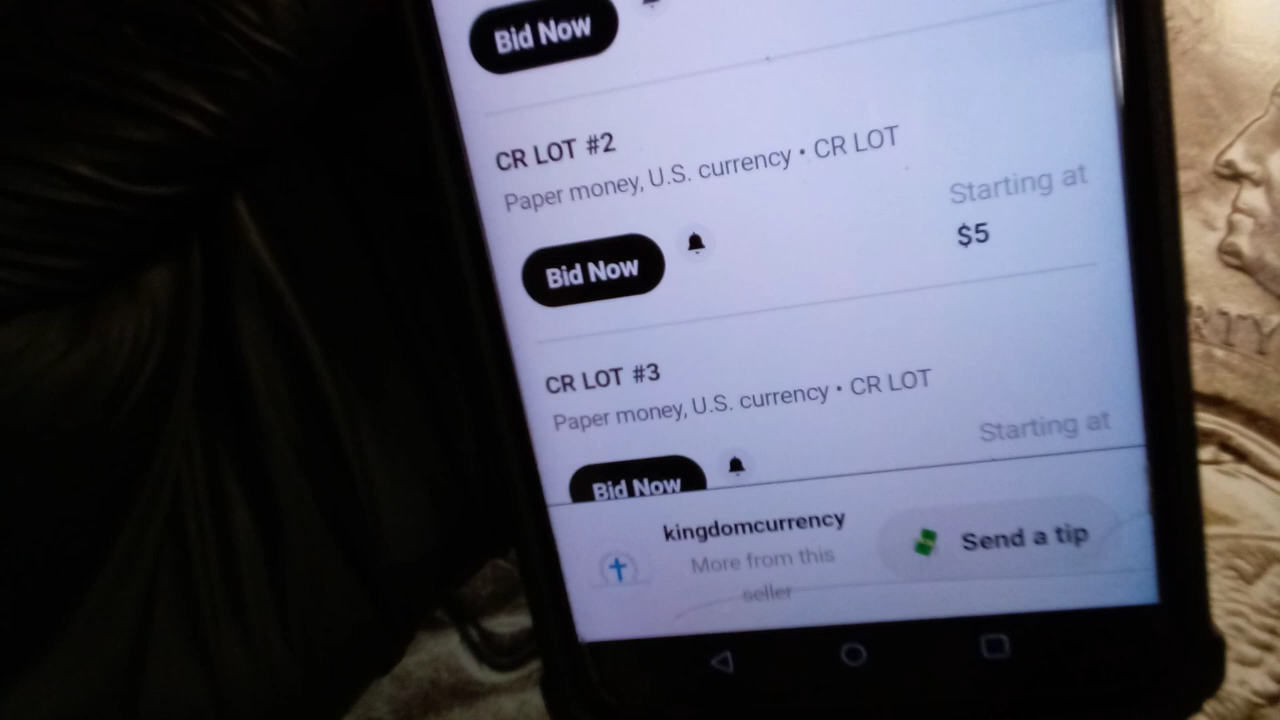 Bid Now
CR LOT #2
Paper money, U.S. currency • CR LOT
Starting at
$5
Bid Now
CR LOT #3
Paper money, U.S. currency • CR LOT
Starting at
Bid Now
kingdomcurrency
More from this
seller
Send a tip